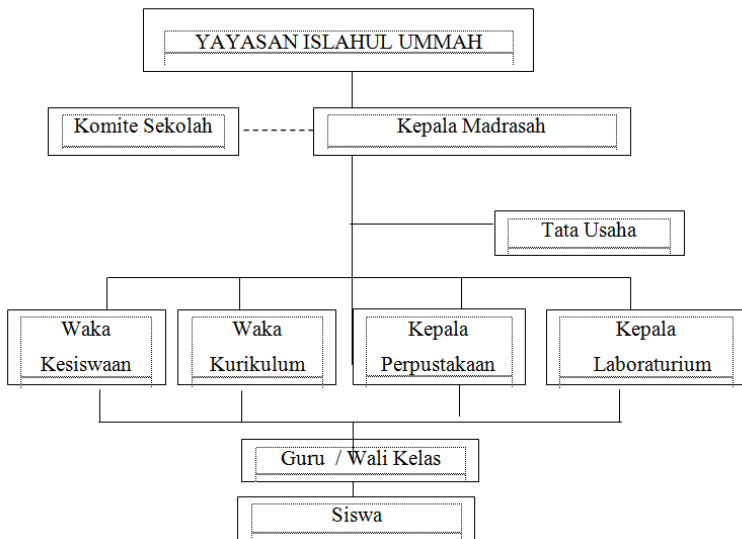 YAYASAN ISLAHUL UMMAH
Komite Sekolah
Kepala Madrasah
Tata Usaha
Waka
Kesiswaan
Waka
Kurikulum
Kepala
Perpustakaan
Kepala
Laboraturium
Guru / Wali Kelas
Siswa